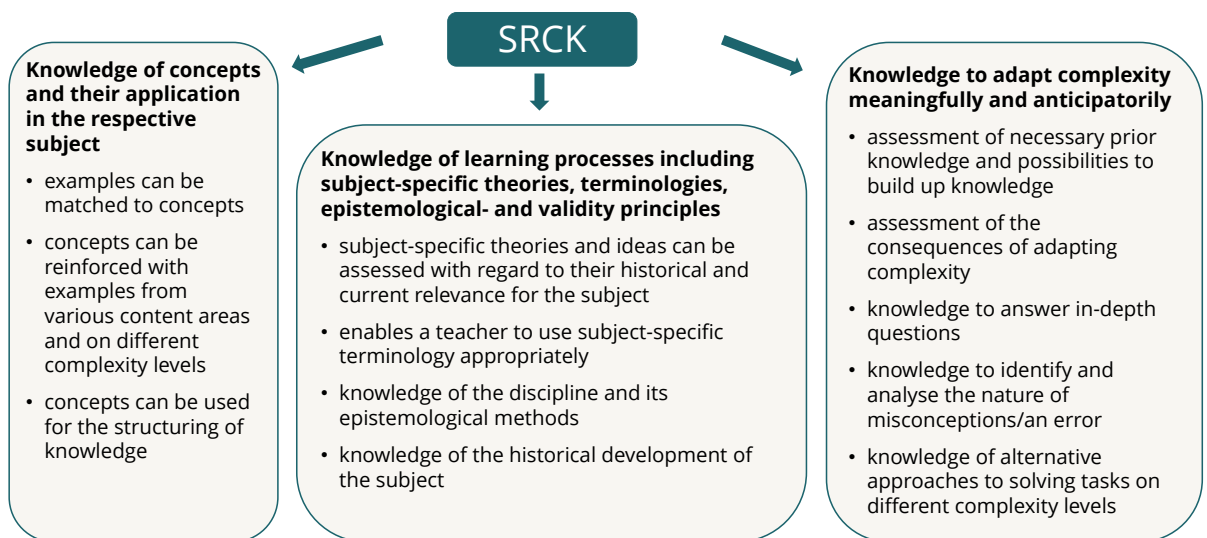 SRCK
Knowledge of concepts
and their application
in the respective
subject
• examples can be
matched to concepts
• concepts can be
reinforced with
examples from
various content areas
and on different
complexity levels
• concepts can be used
for the structuring of
knowledge
Knowledge of learning processes including
subject-specific theories, terminologies,
epistemological- and validity principles
• subject-specific theories and ideas can be
assessed with regard to their historical and
current relevance for the subject
• enables a teacher to use subject-specific
terminology appropriately
• knowledge of the discipline and its
epistemological methods
• knowledge of the historical development of
the subject
Knowledge to adapt complexity
meaningfully and anticipatorily
• assessment of necessary prior
knowledge and possibilities to
build up knowledge
• assessment of the
consequences of adapting
complexity
• knowledge to answer in-depth
questions
• knowledge to identify and
analyse the nature of
misconceptions/an error
• knowledge of alternative
approaches to solving tasks on
different complexity levels